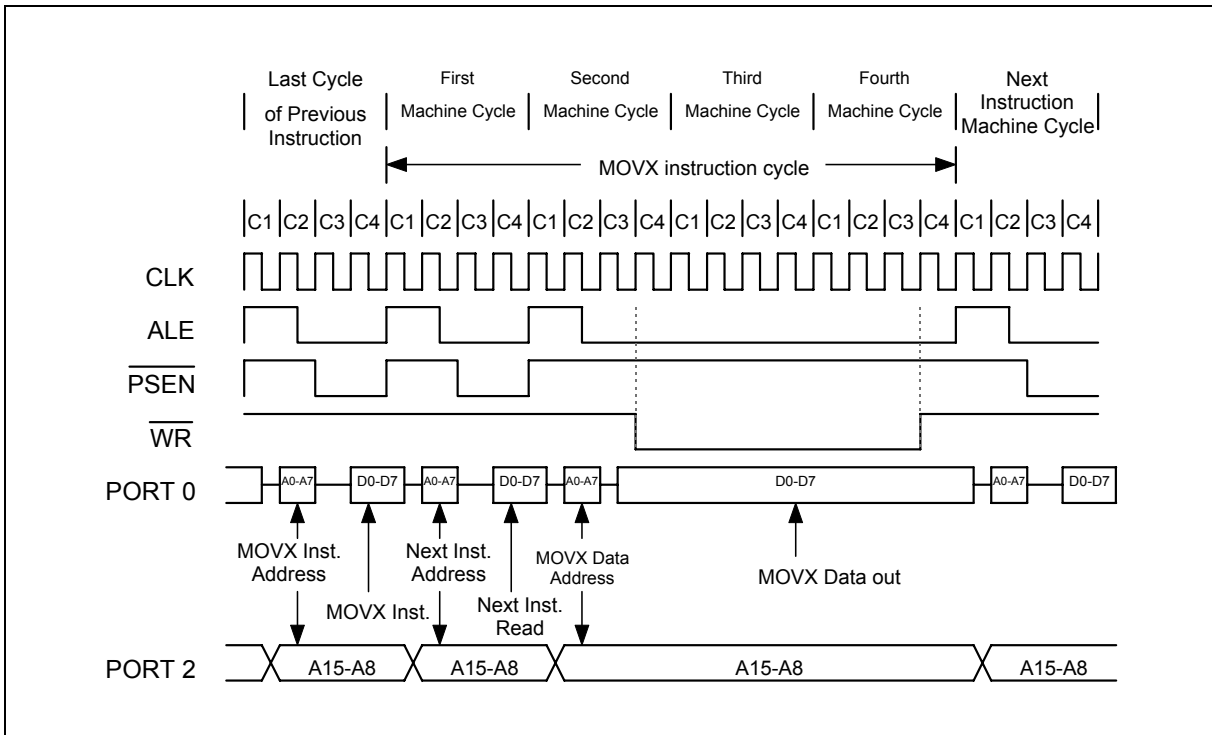 Last Cycle
of Previous
Instruction
First
Machine Cycle
Second
Machine Cycle
Third
Machine Cycle
Fourth
Machine Cycle
Next
Instruction
Machine Cycle
MOVX instruction cycle
C1 C2 C3 C4 C1 C2 C3 C4 C1 C2 C3 C4 C1 C2 C3 C4 C1 C2 C3 C4 C1 C2 C3 C4
CLK
ALE
PSEN
WR
PORT 0
A0-A7 D0-D7 A0-A7 D0-D7 A0-A7 D0-D7 A0-A7 D0-D7
MOVX Inst.
Address
MOVX Inst.
Next Inst.
Address
Next Inst.
Read
MOVX Data
Address
MOVX Data out
PORT 2
A15-A8 A15-A8 A15-A8 A15-A8